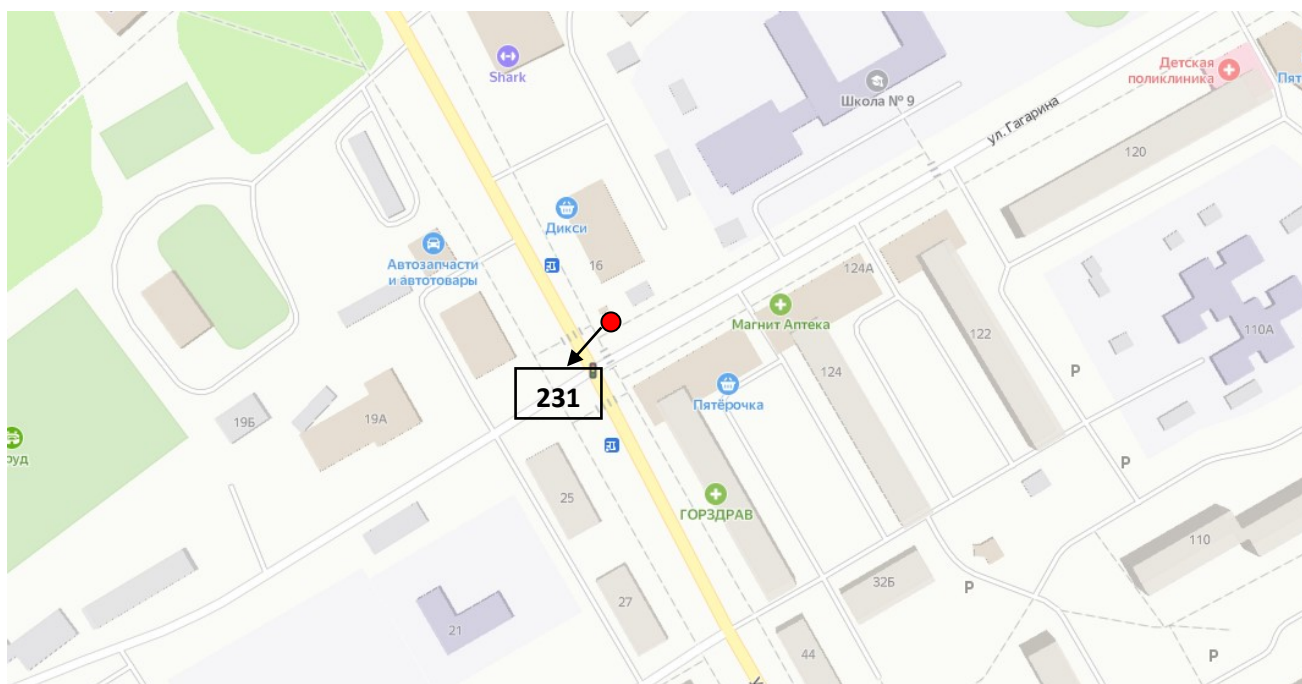 Shark
Детская
поликлиника
Пят
Школа № 9
ул. Гагарина
120
Дикси
Автозапчасти
и автотовары
16
124А
Магнит Аптека
122
110А
124
Р
231
Пятёрочка
19Б
19А
руд
Р
25
ГОРЗДРАВ
110
32Б
Р
27
21
44
Р